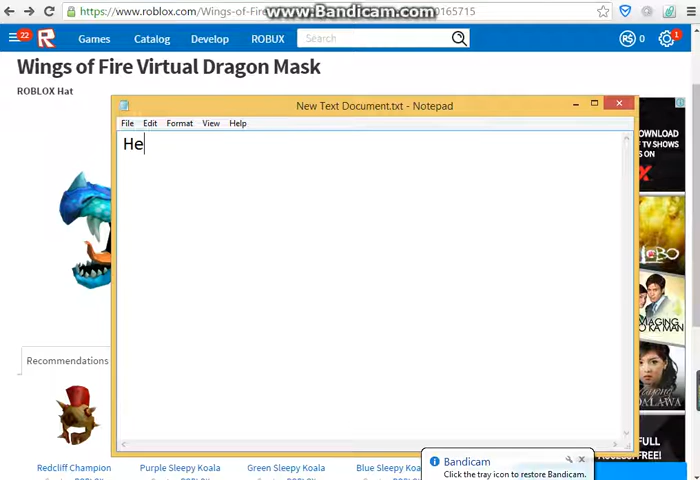 https://www.roblox.com/Wings-of-Fire
www.Bandicam.com
0165715
22
Games
Catalog
Develop
ROBUX
Search
R$ 0
1
Wings of Fire Virtual Dragon Mask
ROBLOX Hat
New Text Document.txt - Notepad
File Edit Format View Help
He
OWNLOAD
F TV SHOWS
S ON
Recommendations
FULL
Bandicam
Click the tray icon to restore Bandicam.
Redcliff Champion
Purple Sleepy Koala
Green Sleepy Koala
Blue Sleepy Koala